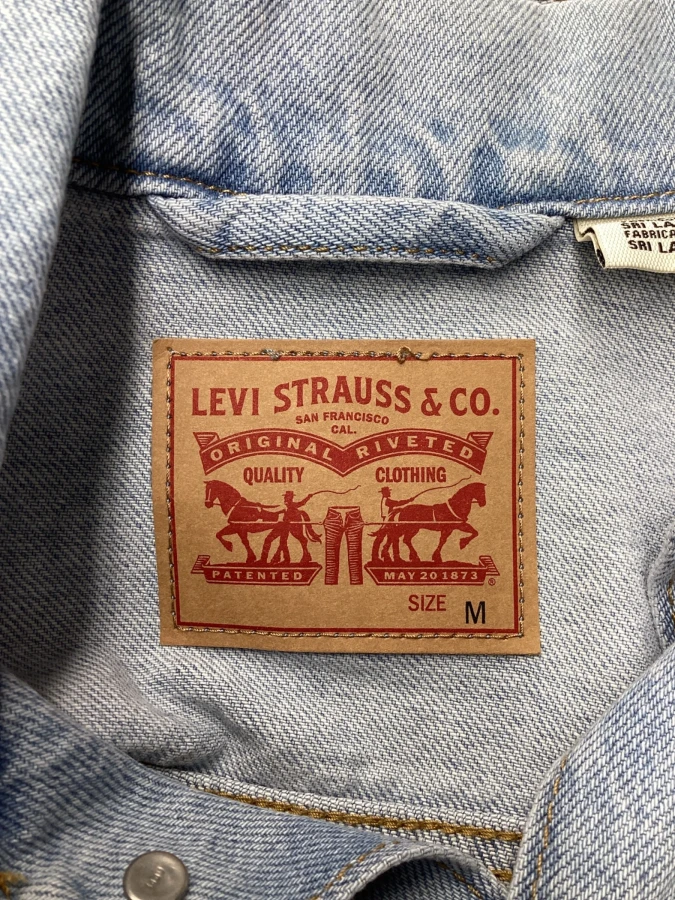 SRI LA
FABRICA
SRI LA
LEVI STRAUSS & CO.
SAN FRANCISCO
CAL.
ORIGINAL RIVETED
QUALITY CLOTHING
PATENTED MAY 20 1873 ®
SIZE M